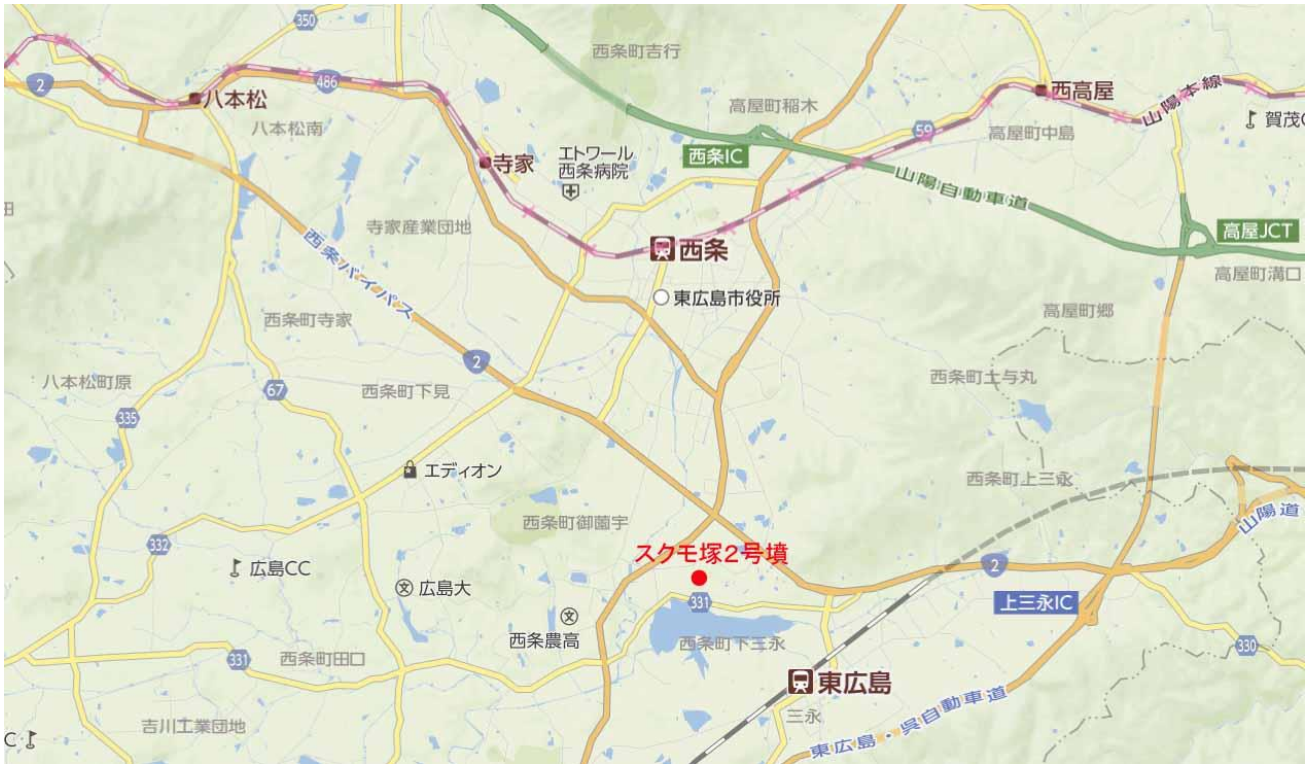 350
西条町吉行
2
486
八本松
八本松南
高屋町稲木
59
西高屋
高屋町中島
山陽本線
賀茂C
エトワール
西条病院
寺家
西条IC
山陽自動車道
田
寺家産業団地
西条
高屋JCT
高屋町溝口
西条バイパス
東広島市役所
西条町寺家
高屋町郷
2
八本松町原
67
西条町下見
西条町土与丸
335
エディオン
西条町上三永
西条町御薗宇
山陽道
332
広島CC
スクモ塚2号墳
2
広島大
331
上三永IC
西条農高
西条町下三永
330
331
西条町田口
東広島
三永
吉川工業団地
C
東広島・呉自動車道